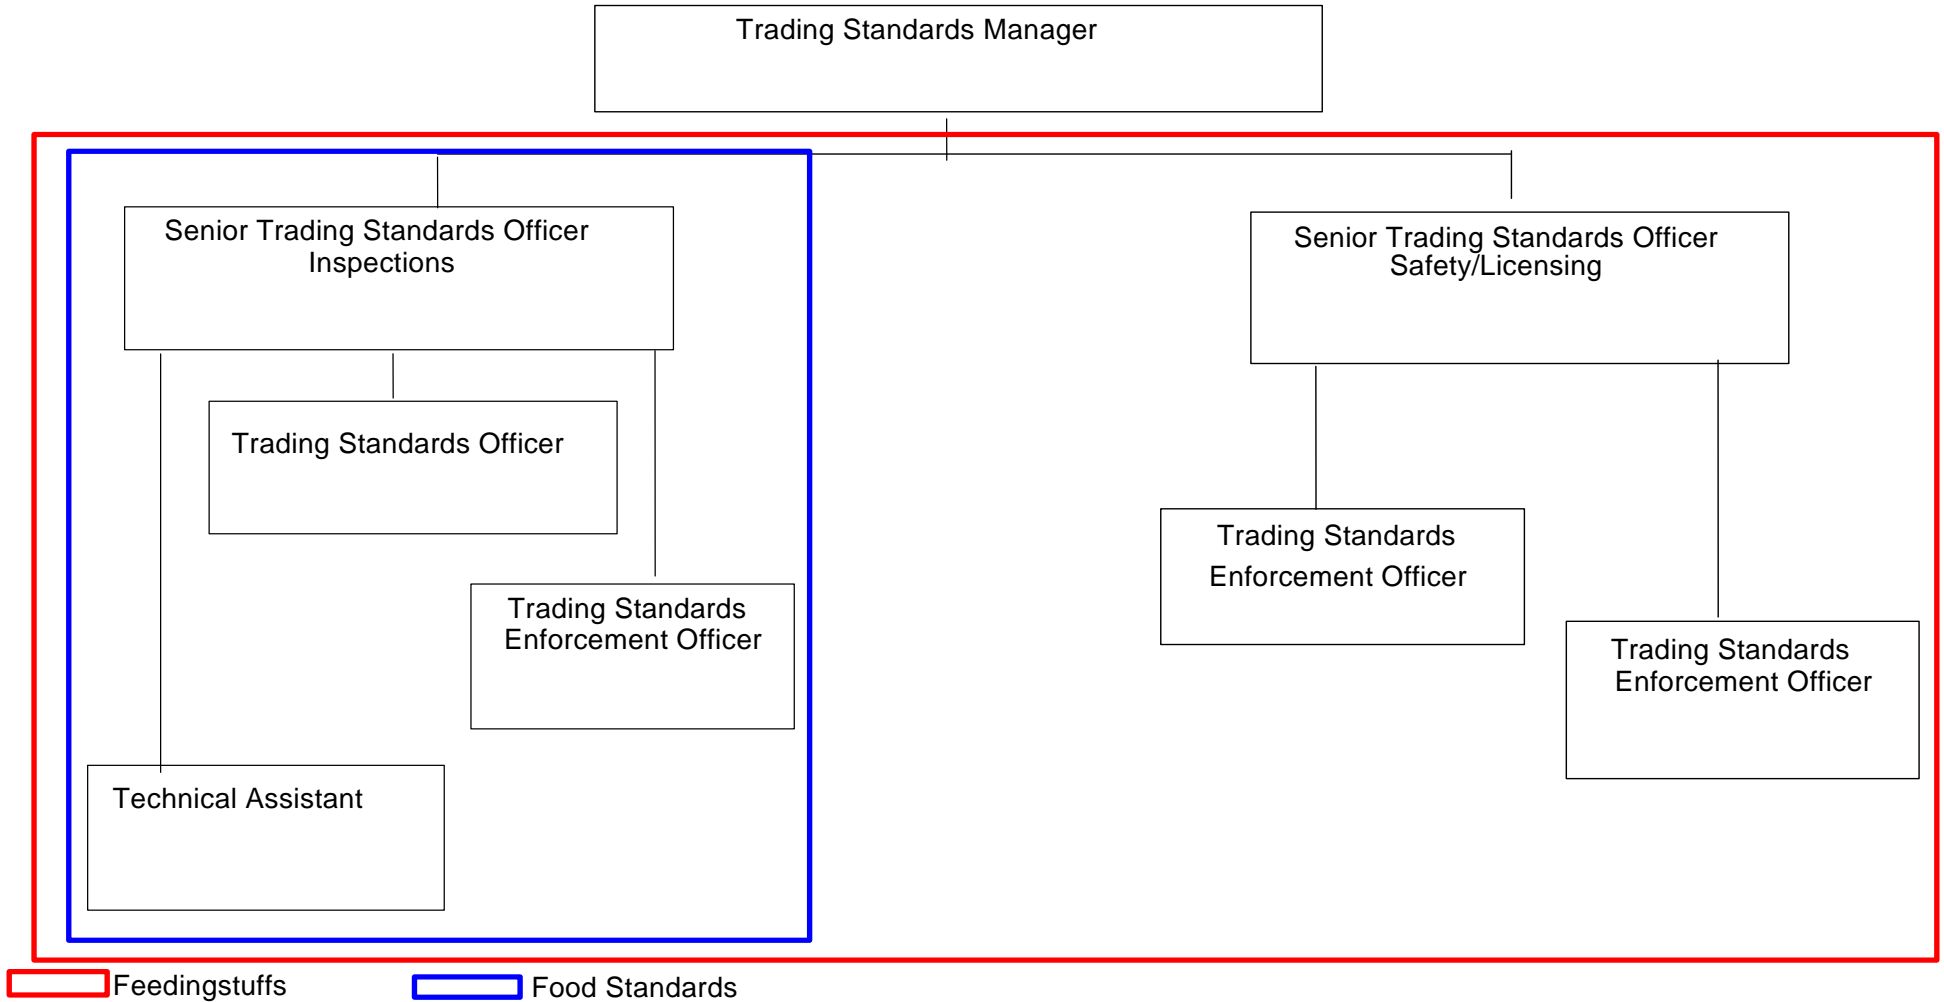 Trading Standards Manager
Senior Trading Standards Officer
Inspections
Senior Trading Standards Officer
Safety/Licensing
Trading Standards Officer
Trading Standards
Enforcement Officer
Trading Standards
Enforcement Officer
Trading Standards
Enforcement Officer
Technical Assistant
Feedingstuffs
Food Standards